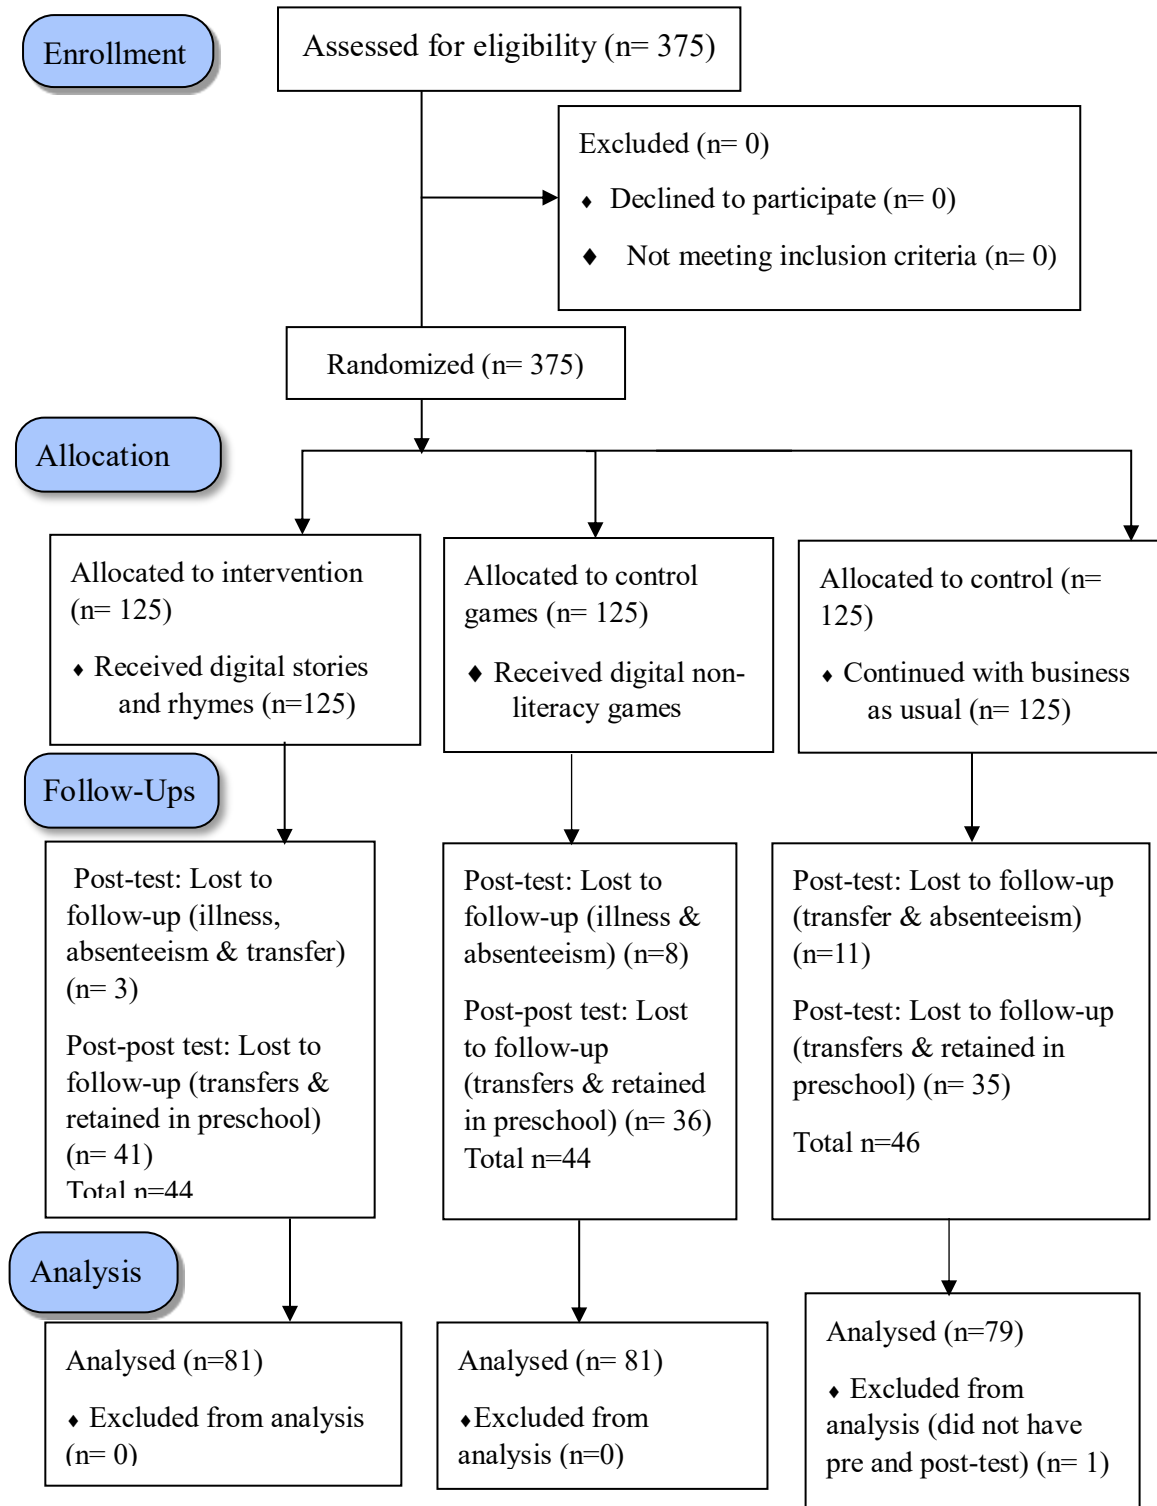 Enrollment
Assessed for eligibility (n= 375)
Excluded (n= 0)
♦ Declined to participate (n= 0)
♦ Not meeting inclusion criteria (n= 0)
Randomized (n= 375)
Allocation
Allocated to intervention
(n= 125)
♦ Received digital stories
and rhymes (n=125)
Allocated to control
games (n= 125)
♦ Received digital non-
literacy games
Allocated to control (n=
125)
♦ Continued with business
as usual (n= 125)
Follow-Ups
Post-test: Lost to
follow-up (illness,
absenteeism & transfer)
(n= 3)
Post-post test: Lost to
follow-up (transfers &
retained in preschool)
(n= 41)
Total n=44
Post-test: Lost to
follow-up (illness &
absenteeism) (n=8)
Post-post test: Lost
to follow-up
(transfers & retained
in preschool) (n= 36)
Total n=44
Post-test: Lost to follow-up
(transfer & absenteeism)
(n=11)
Post-test: Lost to follow-up
(transfers & retained in
preschool) (n= 35)
Total n=46
Analysis
Analysed (n=81)
♦ Excluded from analysis
(n= 0)
Analysed (n= 81)
♦Excluded from
analysis (n=0)
Analysed (n=79)
♦ Excluded from
analysis (did not have
pre and post-test) (n= 1)